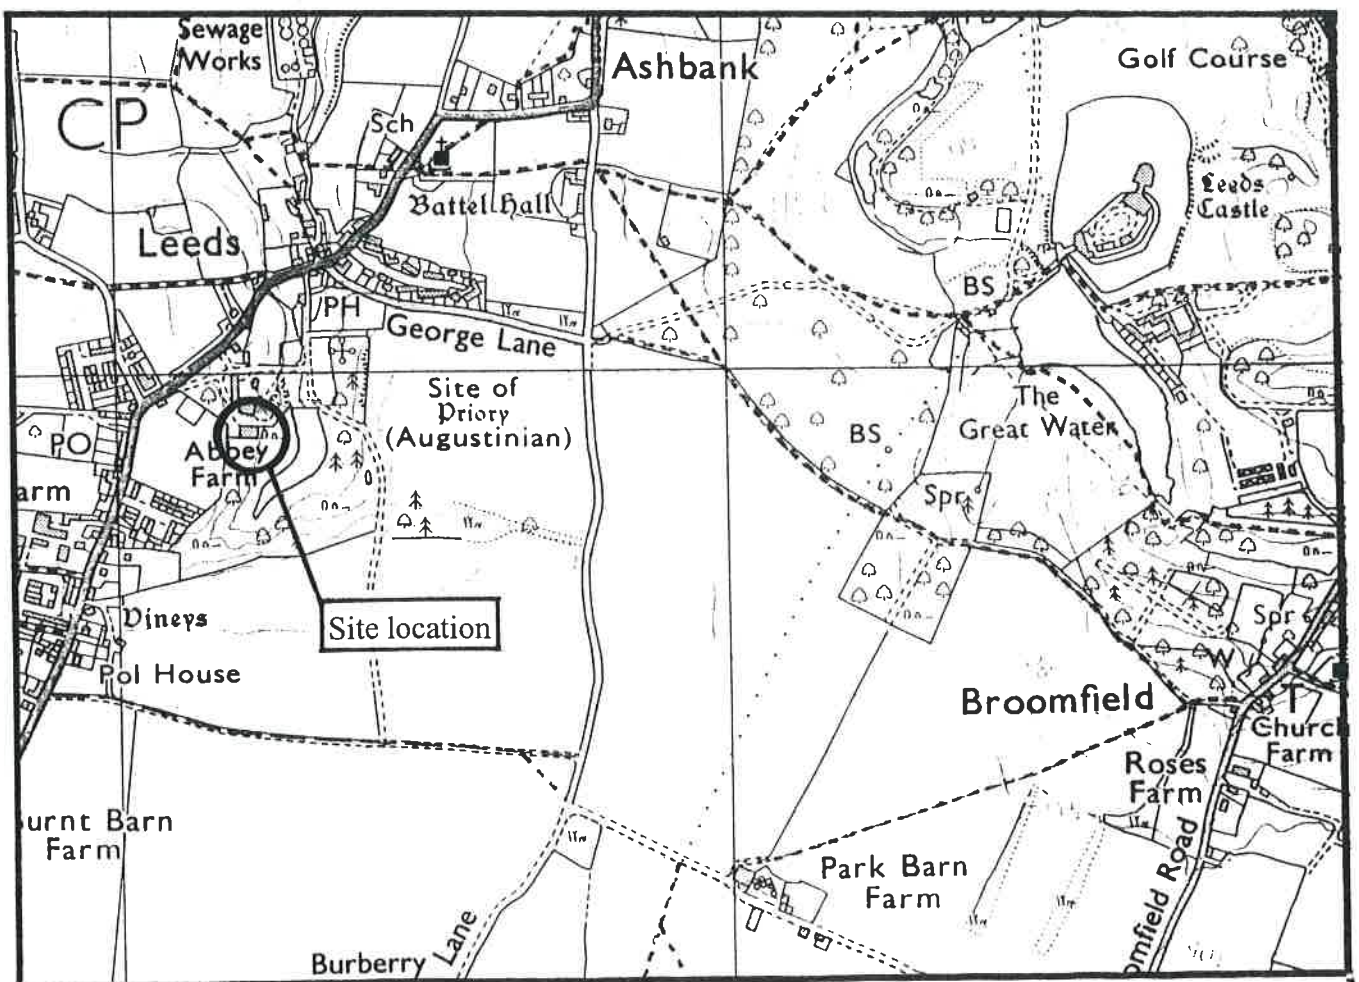 Sewage
Works
Ashbank
Golf Course
CP
Sch
Battel Hall
Leeds
Castle
Leeds
BS
PH
George Lane
Site of
Priory
(Augustinian)
The
Great Water
PO
Abbey
Farm
BS
arm
Spr
Vineys
Site location
Spr
Pol House
W
Broomfield
T
Church
Farm
Roses
Farm
urnt Barn
Farm
Park Barn
Farm
omfield Road
Burberry Lane